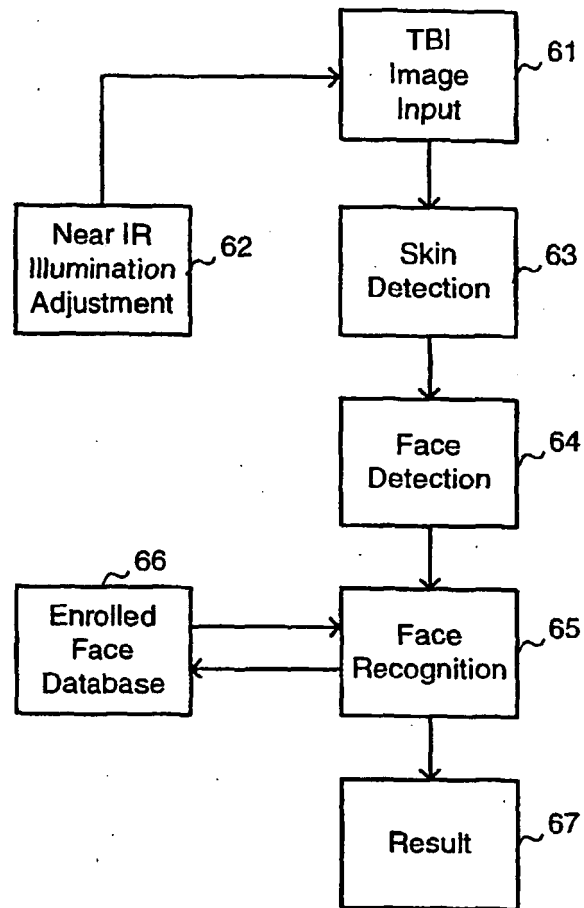 TBI
Image
Input
61
Near IR
Illumination
Adjustment
62
Skin
Detection
63
Face
Detection
64
66
Enrolled
Face
Database
Face
Recognition
65
Result
67